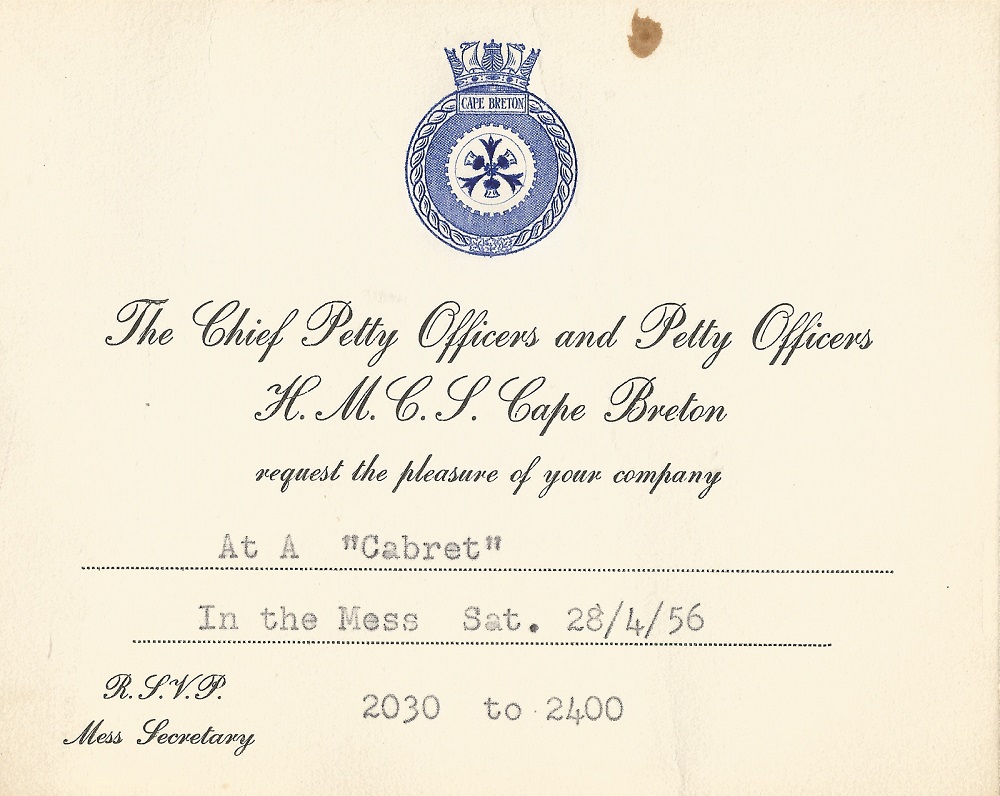 CAPE BRETON
The Chief Petty Officers and Petty Officers
H. M. C. S. Cape Breton
request the pleasure of your company
At A "Cabret"
In the Mess Sat. 28/4/56
R. S. V. P.
2030 to 2400
Mess Secretary